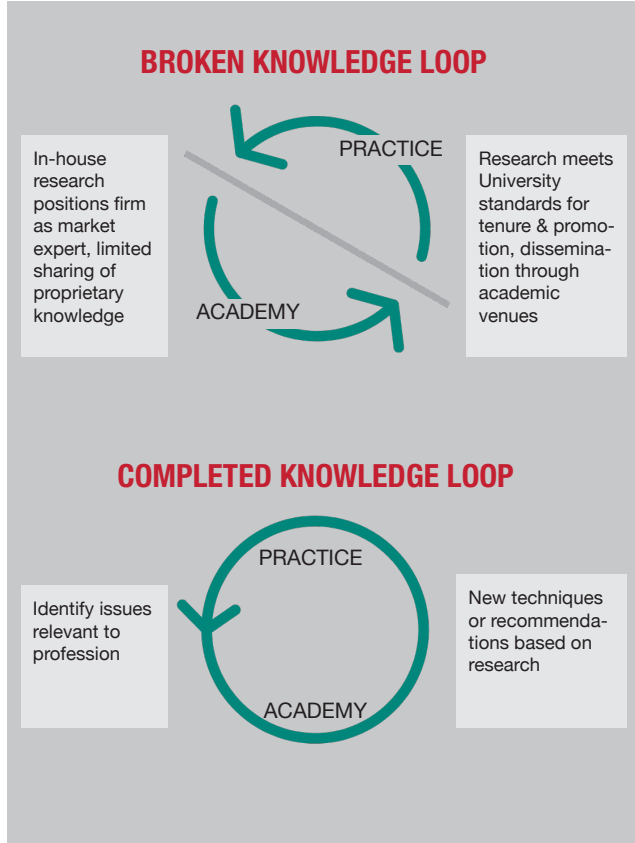 BROKEN KNOWLEDGE LOOP
In-house
research
positions firm
as market
expert, limited
sharing of
proprietary
knowledge
PRACTICE
ACADEMY
Research meets
University
standards for
tenure & promo-
tion, dissemina-
tion through
academic
venues
COMPLETED KNOWLEDGE LOOP
Identify issues
relevant to
profession
PRACTICE
ACADEMY
New techniques
or recommenda-
tions based on
research